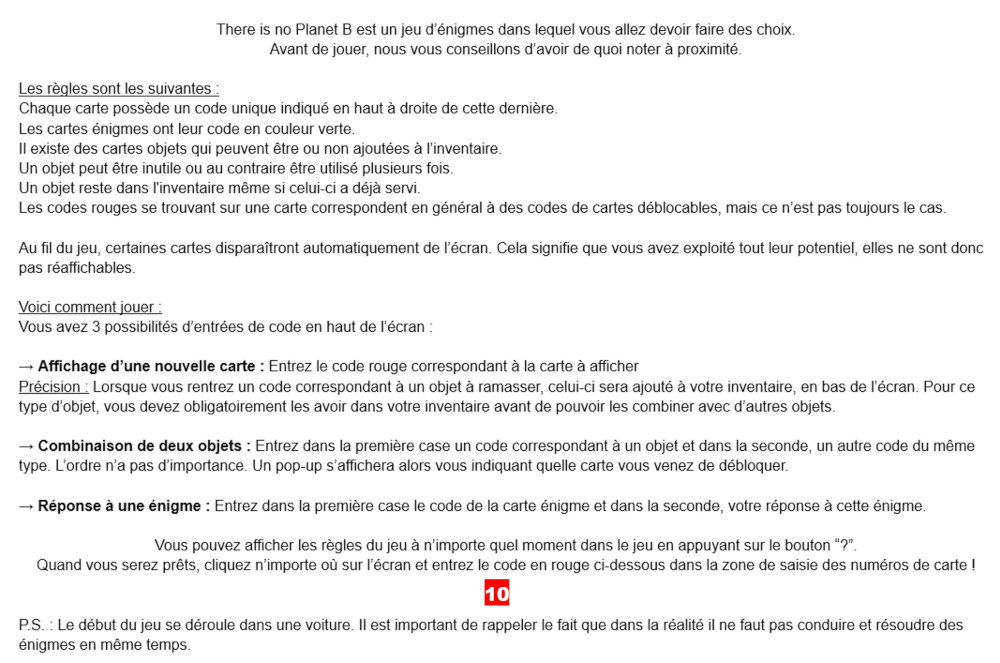 There is no Planet B est un jeu d’énigmes dans lequel vous allez devoir faire des choix.
Avant de jouer, nous vous conseillons d’avoir de quoi noter à proximité.
Les règles sont les suivantes :
Chaque carte possède un code unique indiqué en haut à droite de cette dernière.
Les cartes énigmes ont leur code en couleur verte.
Il existe des cartes objets qui peuvent être ou non ajoutées à l’inventaire.
Un objet peut être inutile ou au contraire être utilisé plusieurs fois.
Un objet reste dans l'inventaire même si celui-ci a déjà servi.
Les codes rouges se trouvant sur une carte correspondent en général à des codes de cartes déblocables, mais ce n’est pas toujours le cas.
Au fil du jeu, certaines cartes disparaîtront automatiquement de l’écran. Cela signifie que vous avez exploité tout leur potentiel, elles ne sont donc
pas réaffichables.
Voici comment jouer :
Vous avez 3 possibilités d’entrées de code en haut de l’écran :
→ Affichage d’une nouvelle carte : Entrez le code rouge correspondant à la carte à afficher
Précision : Lorsque vous rentrez un code correspondant à un objet à ramasser, celui-ci sera ajouté à votre inventaire, en bas de l’écran. Pour ce
type d’objet, vous devez obligatoirement les avoir dans votre inventaire avant de pouvoir les combiner avec d’autres objets.
→ Combinaison de deux objets : Entrez dans la première case un code correspondant à un objet et dans la seconde, un autre code du même
type. L’ordre n’a pas d’importance. Un pop-up s’affichera alors vous indiquant quelle carte vous venez de débloquer.
→ Réponse à une énigme : Entrez dans la première case le code de la carte énigme et dans la seconde, votre réponse à cette énigme.
Vous pouvez afficher les règles du jeu à n’importe quel moment dans le jeu en appuyant sur le bouton “?”.
Quand vous serez prêts, cliquez n’importe où sur l’écran et entrez le code en rouge ci-dessous dans la zone de saisie des numéros de carte !
10
P.S. : Le début du jeu se déroule dans une voiture. Il est important de rappeler le fait que dans la réalité il ne faut pas conduire et résoudre des
énigmes en même temps.